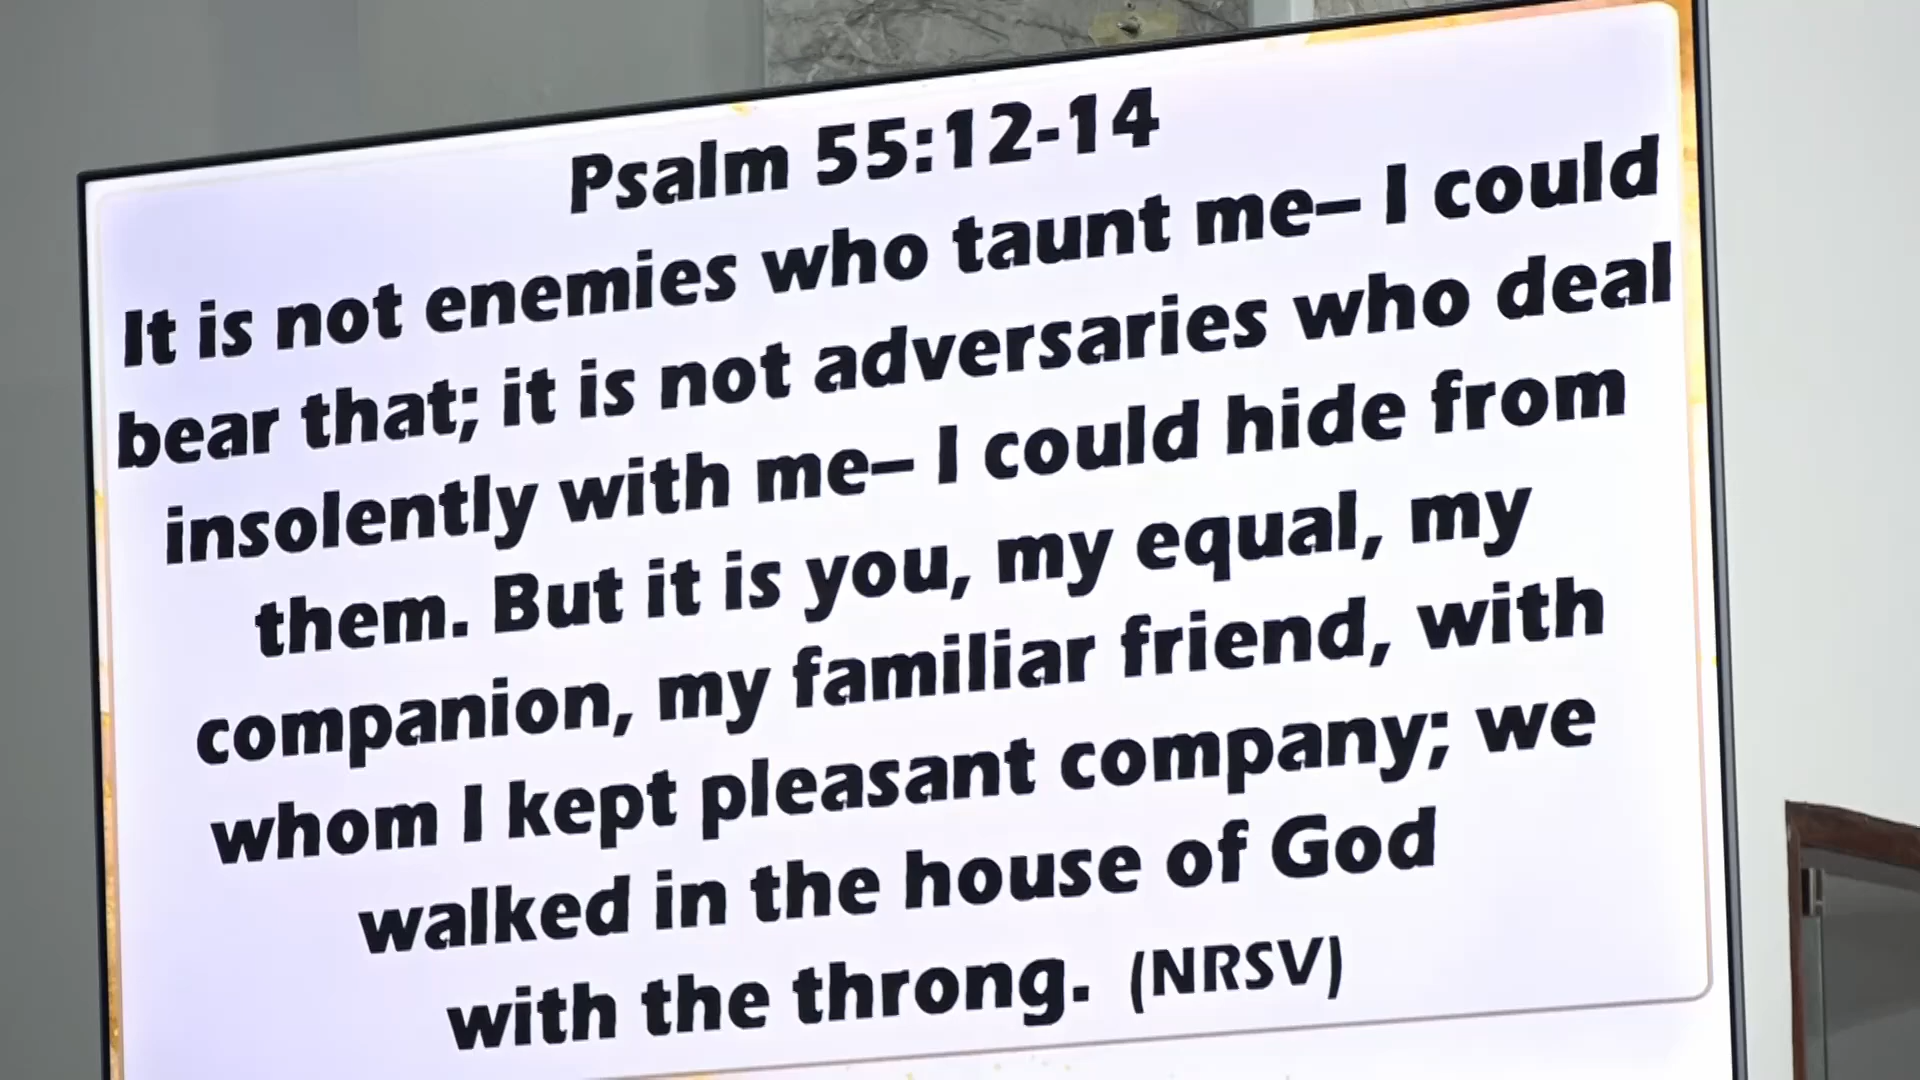 Psalm 55:12-14
It is not enemies who taunt me– I could
bear that; it is not adversaries who deal
insolently with me– I could hide from
them. But it is you, my equal, my
companion, my familiar friend, with
whom I kept pleasant company; we
walked in the house of God
with the throng. (NRSV)